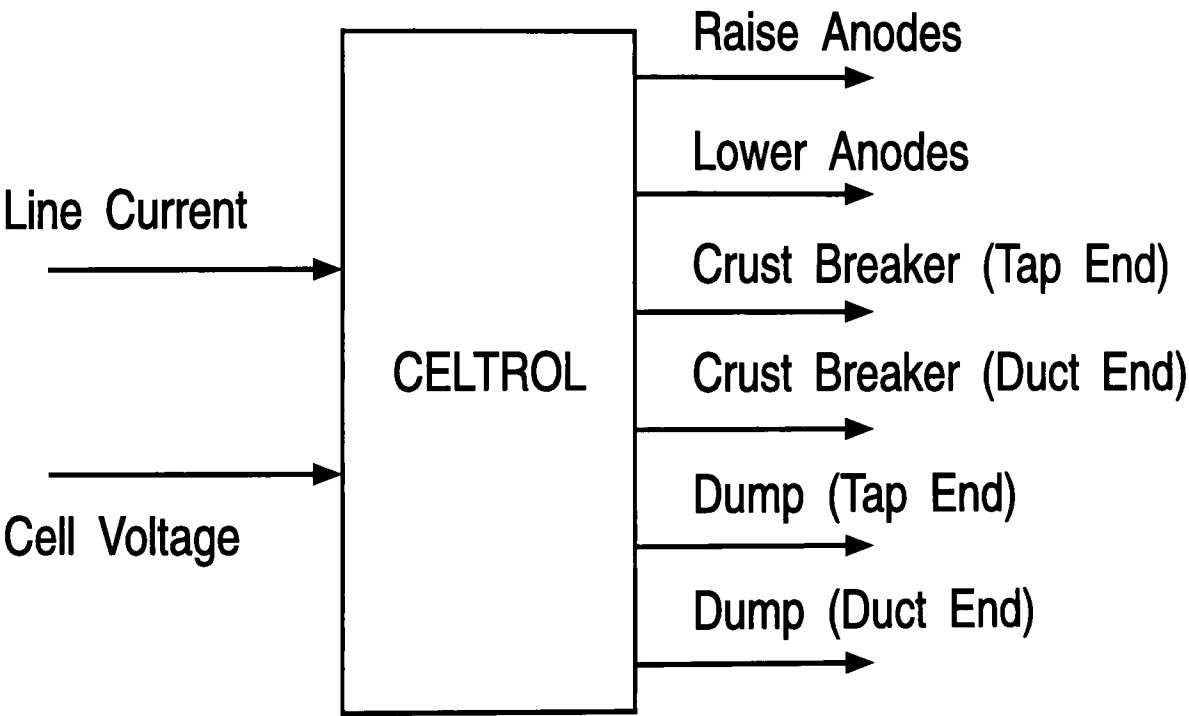 Raise Anodes
Lower Anodes
Line Current
Crust Breaker (Tap End)
CELTROL
Crust Breaker (Duct End)
Dump (Tap End)
Cell Voltage
Dump (Duct End)